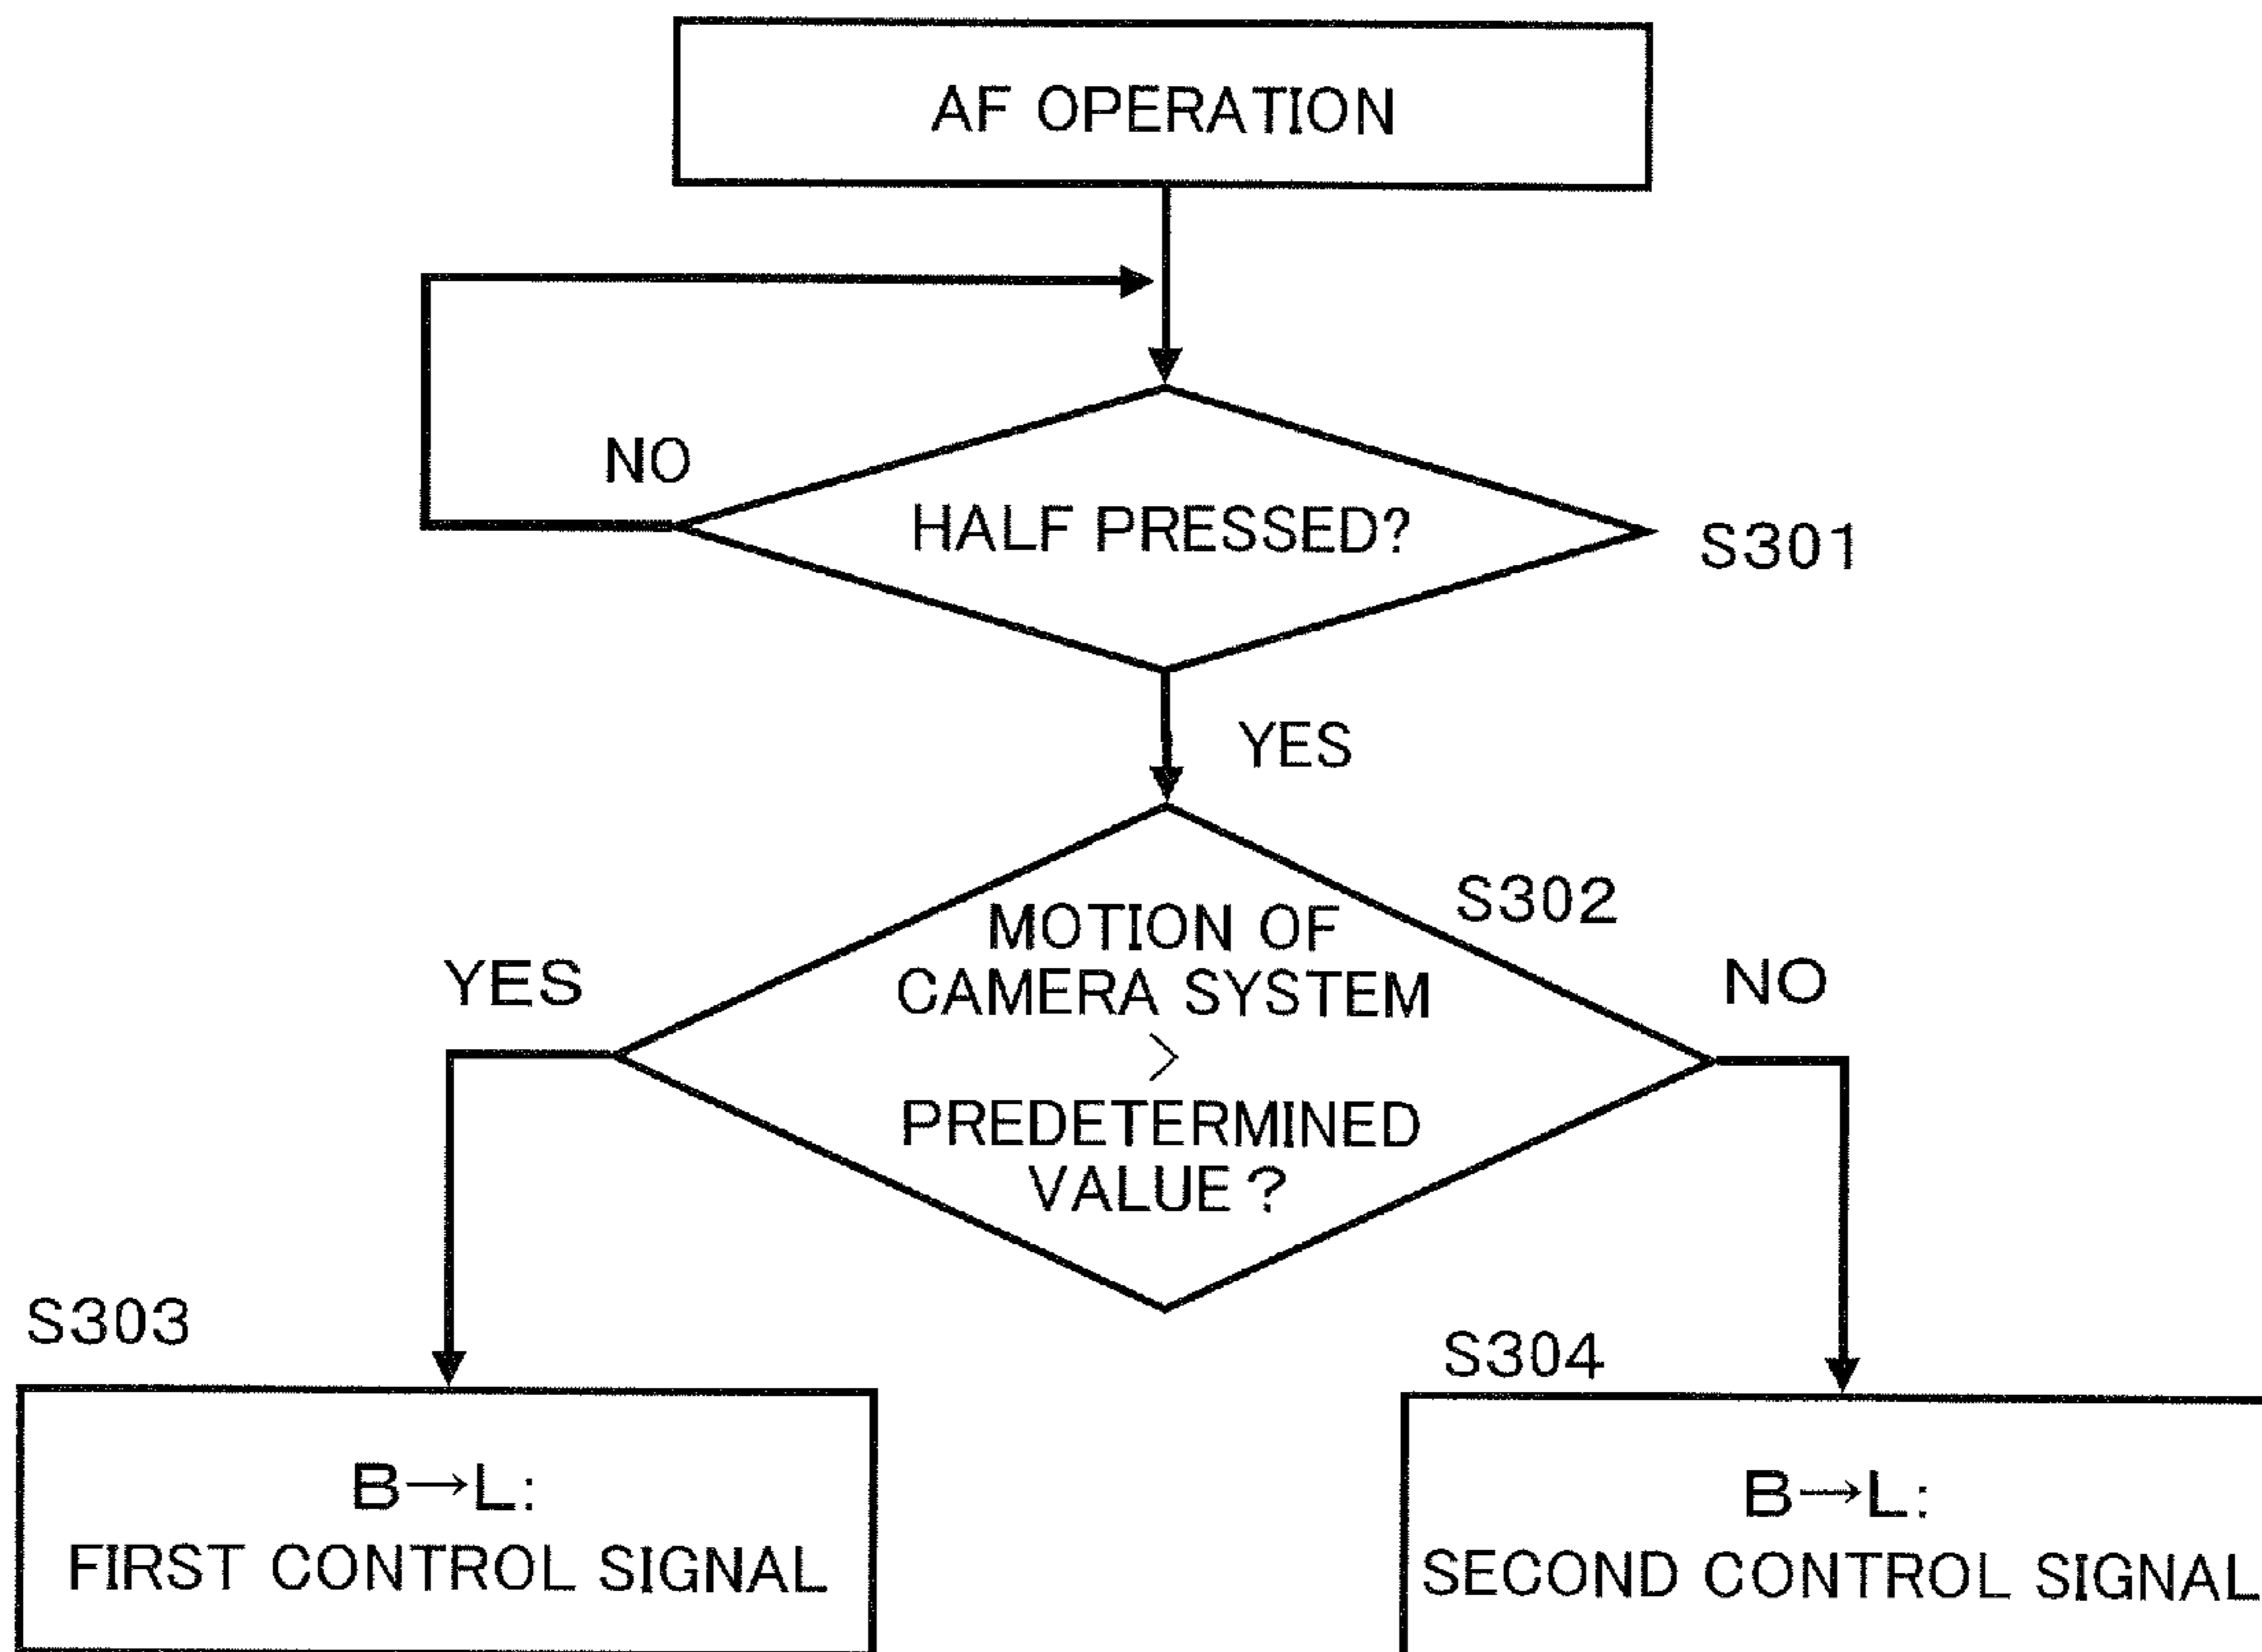 AF OPERATION
NO
HALF PRESSED?
S301
YES
S302
MOTION OF
CAMERA SYSTEM
>
PREDETERMINED
VALUE?
YES
NO
S303
B→L:
FIRST CONTROL SIGNAL
S304
B→L:
SECOND CONTROL SIGNAL